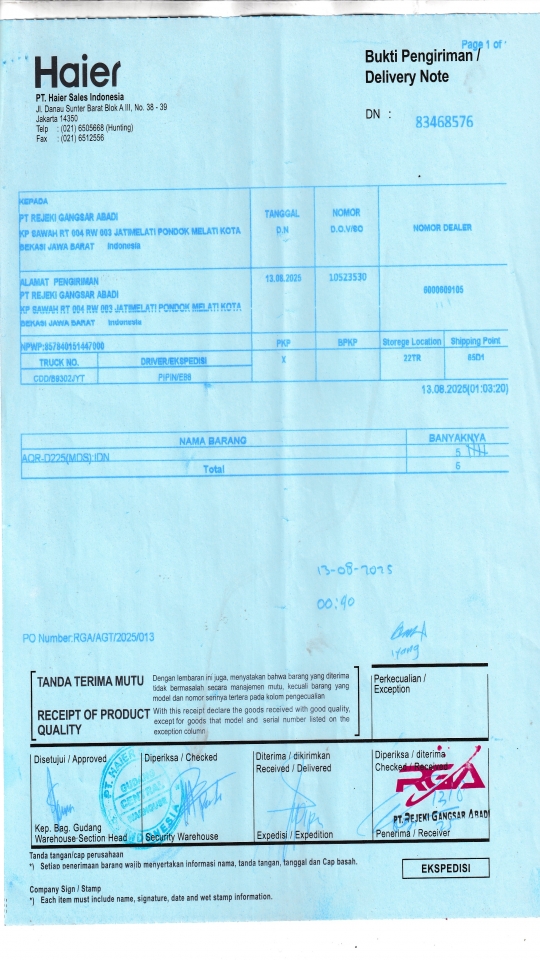 Page 1 of
Haier
Bukti Pengiriman /
Delivery Note
PT. Haier Sales Indonesia
Jl. Danau Sunter Barat Blok A III, No. 38 - 39
Jakarta 14350
Telp : (021) 6505668 (Hunting)
Fax : (021) 6512556
DN : 83468576
KEPADA
PT REJEKI GANGSAR ABADI
KP SAWAH RT 004 RW 003 JATIMELATI PONDOK MELATI KOTA
BEKASI JAWA BARAT Indonesia
TANGGAL
D.N
NOMOR
D.O.V/SO
NOMOR DEALER
ALAMAT PENGIRIMAN
PT REJEKI GANGSAR ABADI
KP SAWAH RT 004 RW 003 JATIMELATI PONDOK MELATI KOTA
BEKASI JAWA BARAT Indonesia
13.08.2025
10523530
NPWP:857840151447000
PKP
BPKP
Storege Location
Shipping Point
TRUCK NO.
DRIVER/EKSPEDISI
X
22TR
85D1
13.08.2025(01:03:20)
NAMA BARANG
BANYAKNYA
AQR-D225(MDS) IDN
5
Total
6
13-08-2025
PO Number:RGA/AGT/2025/013
TANDA TERIMA MUTU
Dengan lembaran ini juga, menyatakan bahwa barang yang diterima
tidak bermasalah secara manajemen mutu, kecuali barang yang
model dan nomor serinya tertera pada kolom pengecualian
RECEIPT OF PRODUCT
QUALITY
With this receipt declare the goods received with good quality,
except for goods that model and serial number listed on the
exception column
Perkecualian /
Exception
Disetujui / Approved
Diperiksa / Checked
Diterima / dikirimkan
Received / Delivered
Diperiksa / diterima
Checked / Received
PT. HAIER
INDONESIA
RGA
PT. REJEKI GANGSAR ABADI
Kep. Bag. Gudang
Warehouse Section Head
Security Warehouse
Expedisi / Expedition
Penerima / Receiver
Tanda tangan/cap perusahaan
*) Setiap penerimaan barang wajib menyertakan informasi nama, tanda tangan, tanggal dan Cap basah.
EKSPEDISI
Company Sign / Stamp
*) Each item must include name, signature, date and wet stamp information.